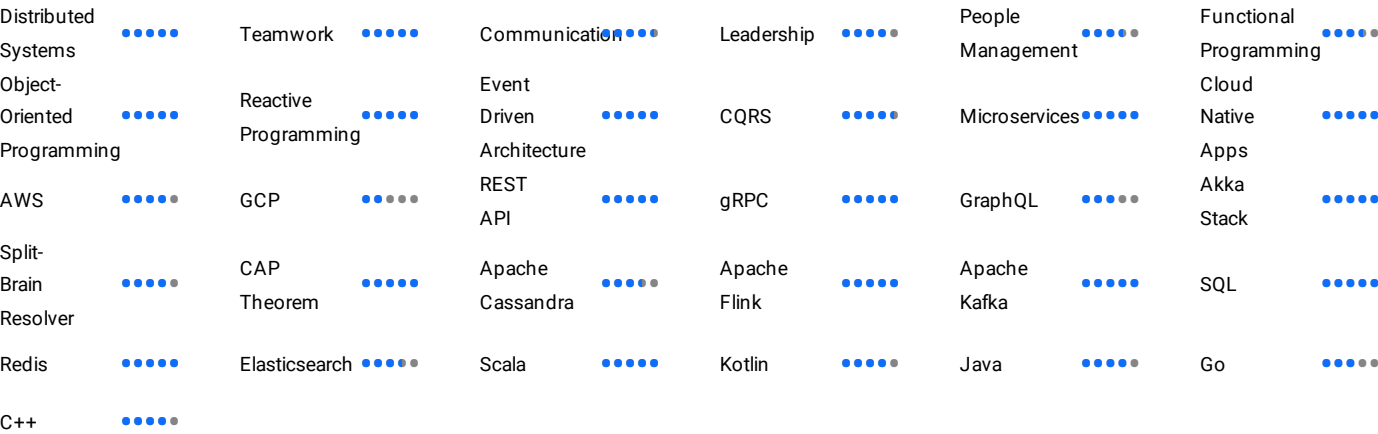 Distributed
Systems
Teamwork
Communication
Leadership
People
Management
Functional
Programming
Object-
Oriented
Programming
Reactive
Programming
Event
Driven
Architecture
CQRS
Microservices
Cloud
Native
Apps
AWS
GCP
REST
API
gRPC
GraphQL
Akka
Stack
Split-
Brain
Resolver
CAP
Theorem
Apache
Cassandra
Apache
Flink
Apache
Kafka
SQL
Redis
Elasticsearch
Scala
Kotlin
Java
Go
C++